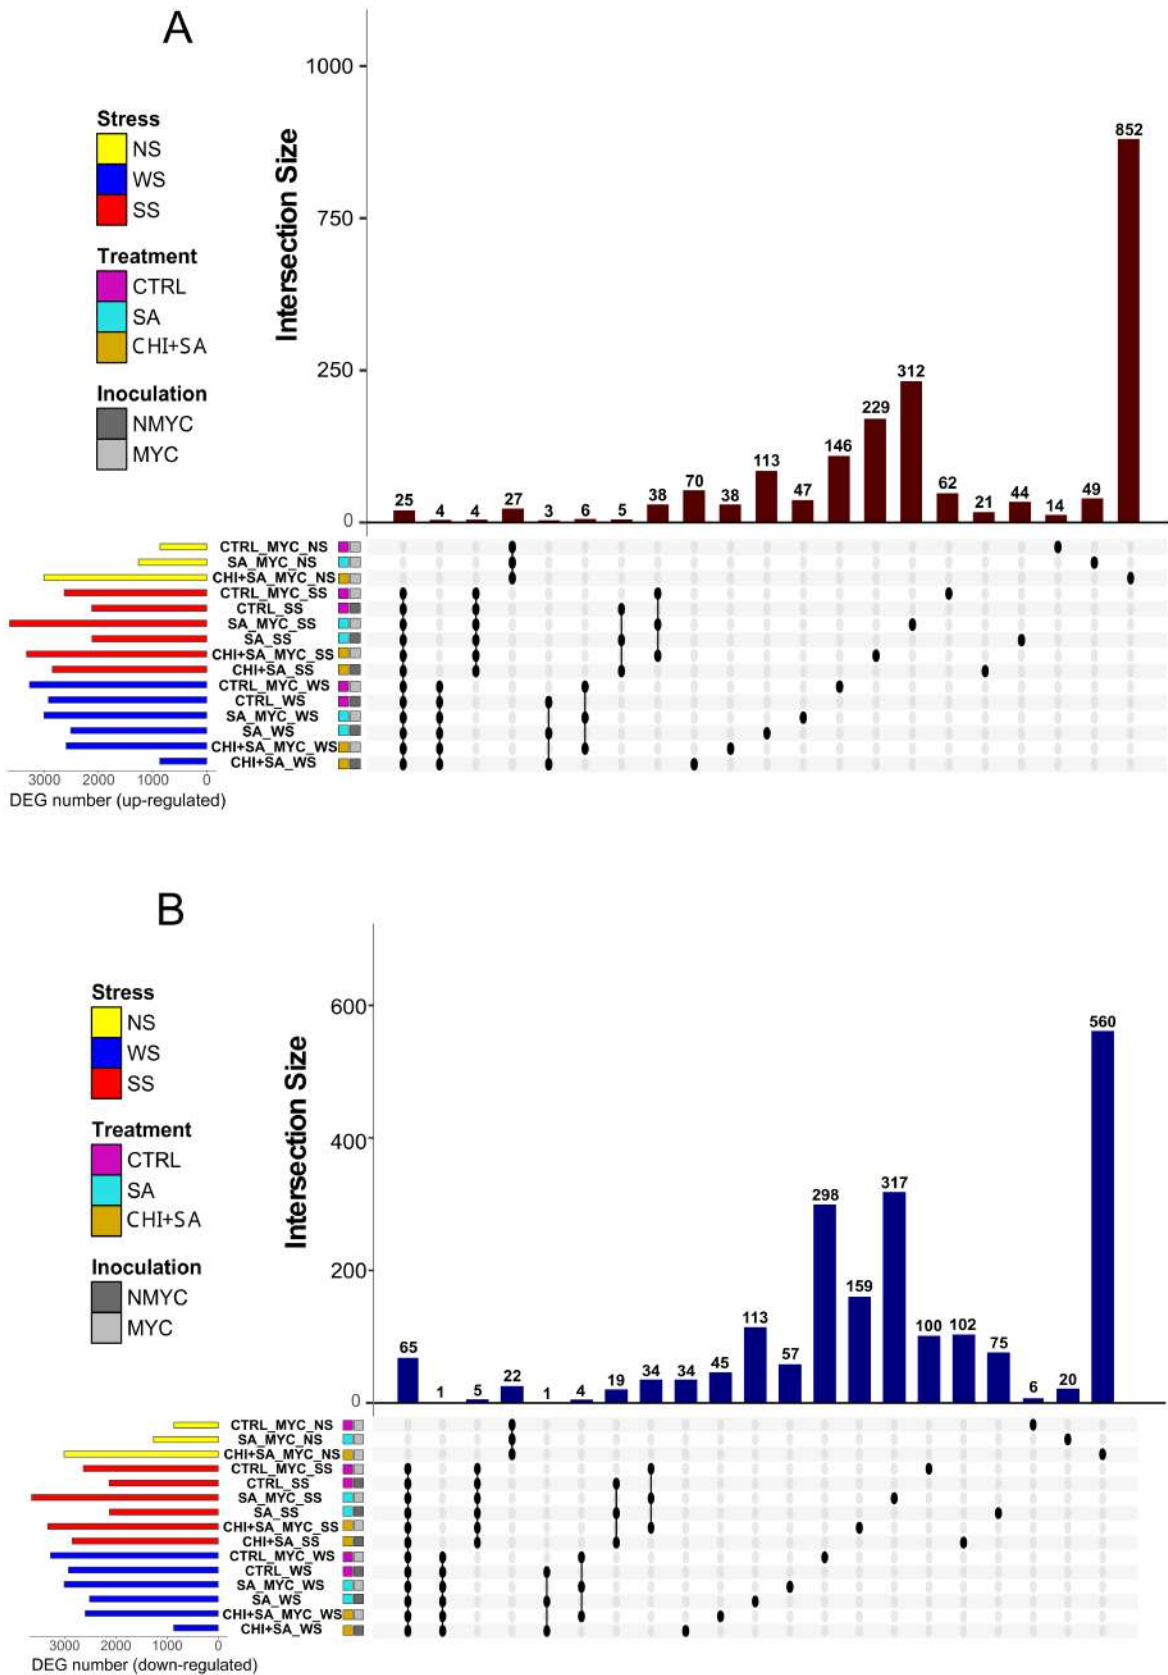 A
Stress
NS
WS
SS
Treatment
CTRL
SA
CHI+SA
Inoculation
NMYC
MYC
Intersection Size
1000
750
250
0
25 4 4 27 3 6 5 38 70 38 113 47 146 229 312 62 21 44 14 49 852
CTRL_MYC_NS
SA_MYC_NS
CHI+SA_MYC_NS
CTRL_MYC_SS
CTRL_SS
SA_MYC_SS
SA_SS
CHI+SA_MYC_SS
CHI+SA_SS
CTRL_MYC_WS
CTRL_WS
SA_MYC_WS
SA_WS
CHI+SA_MYC_WS
CHI+SA_WS
3000 2000 1000 0
DEG number (up-regulated)
B
Stress
NS
WS
SS
Treatment
CTRL
SA
CHI+SA
Inoculation
NMYC
MYC
Intersection Size
600
400
200
0
65 1 5 22 1 4 19 34 34 45 113 57 298 159 317 100 102 75 6 20 560
CTRL_MYC_NS
SA_MYC_NS
CHI+SA_MYC_NS
CTRL_MYC_SS
CTRL_SS
SA_MYC_SS
SA_SS
CHI+SA_MYC_SS
CHI+SA_SS
CTRL_MYC_WS
CTRL_WS
SA_MYC_WS
SA_WS
CHI+SA_MYC_WS
CHI+SA_WS
3000 2000 1000 0
DEG number (down-regulated)